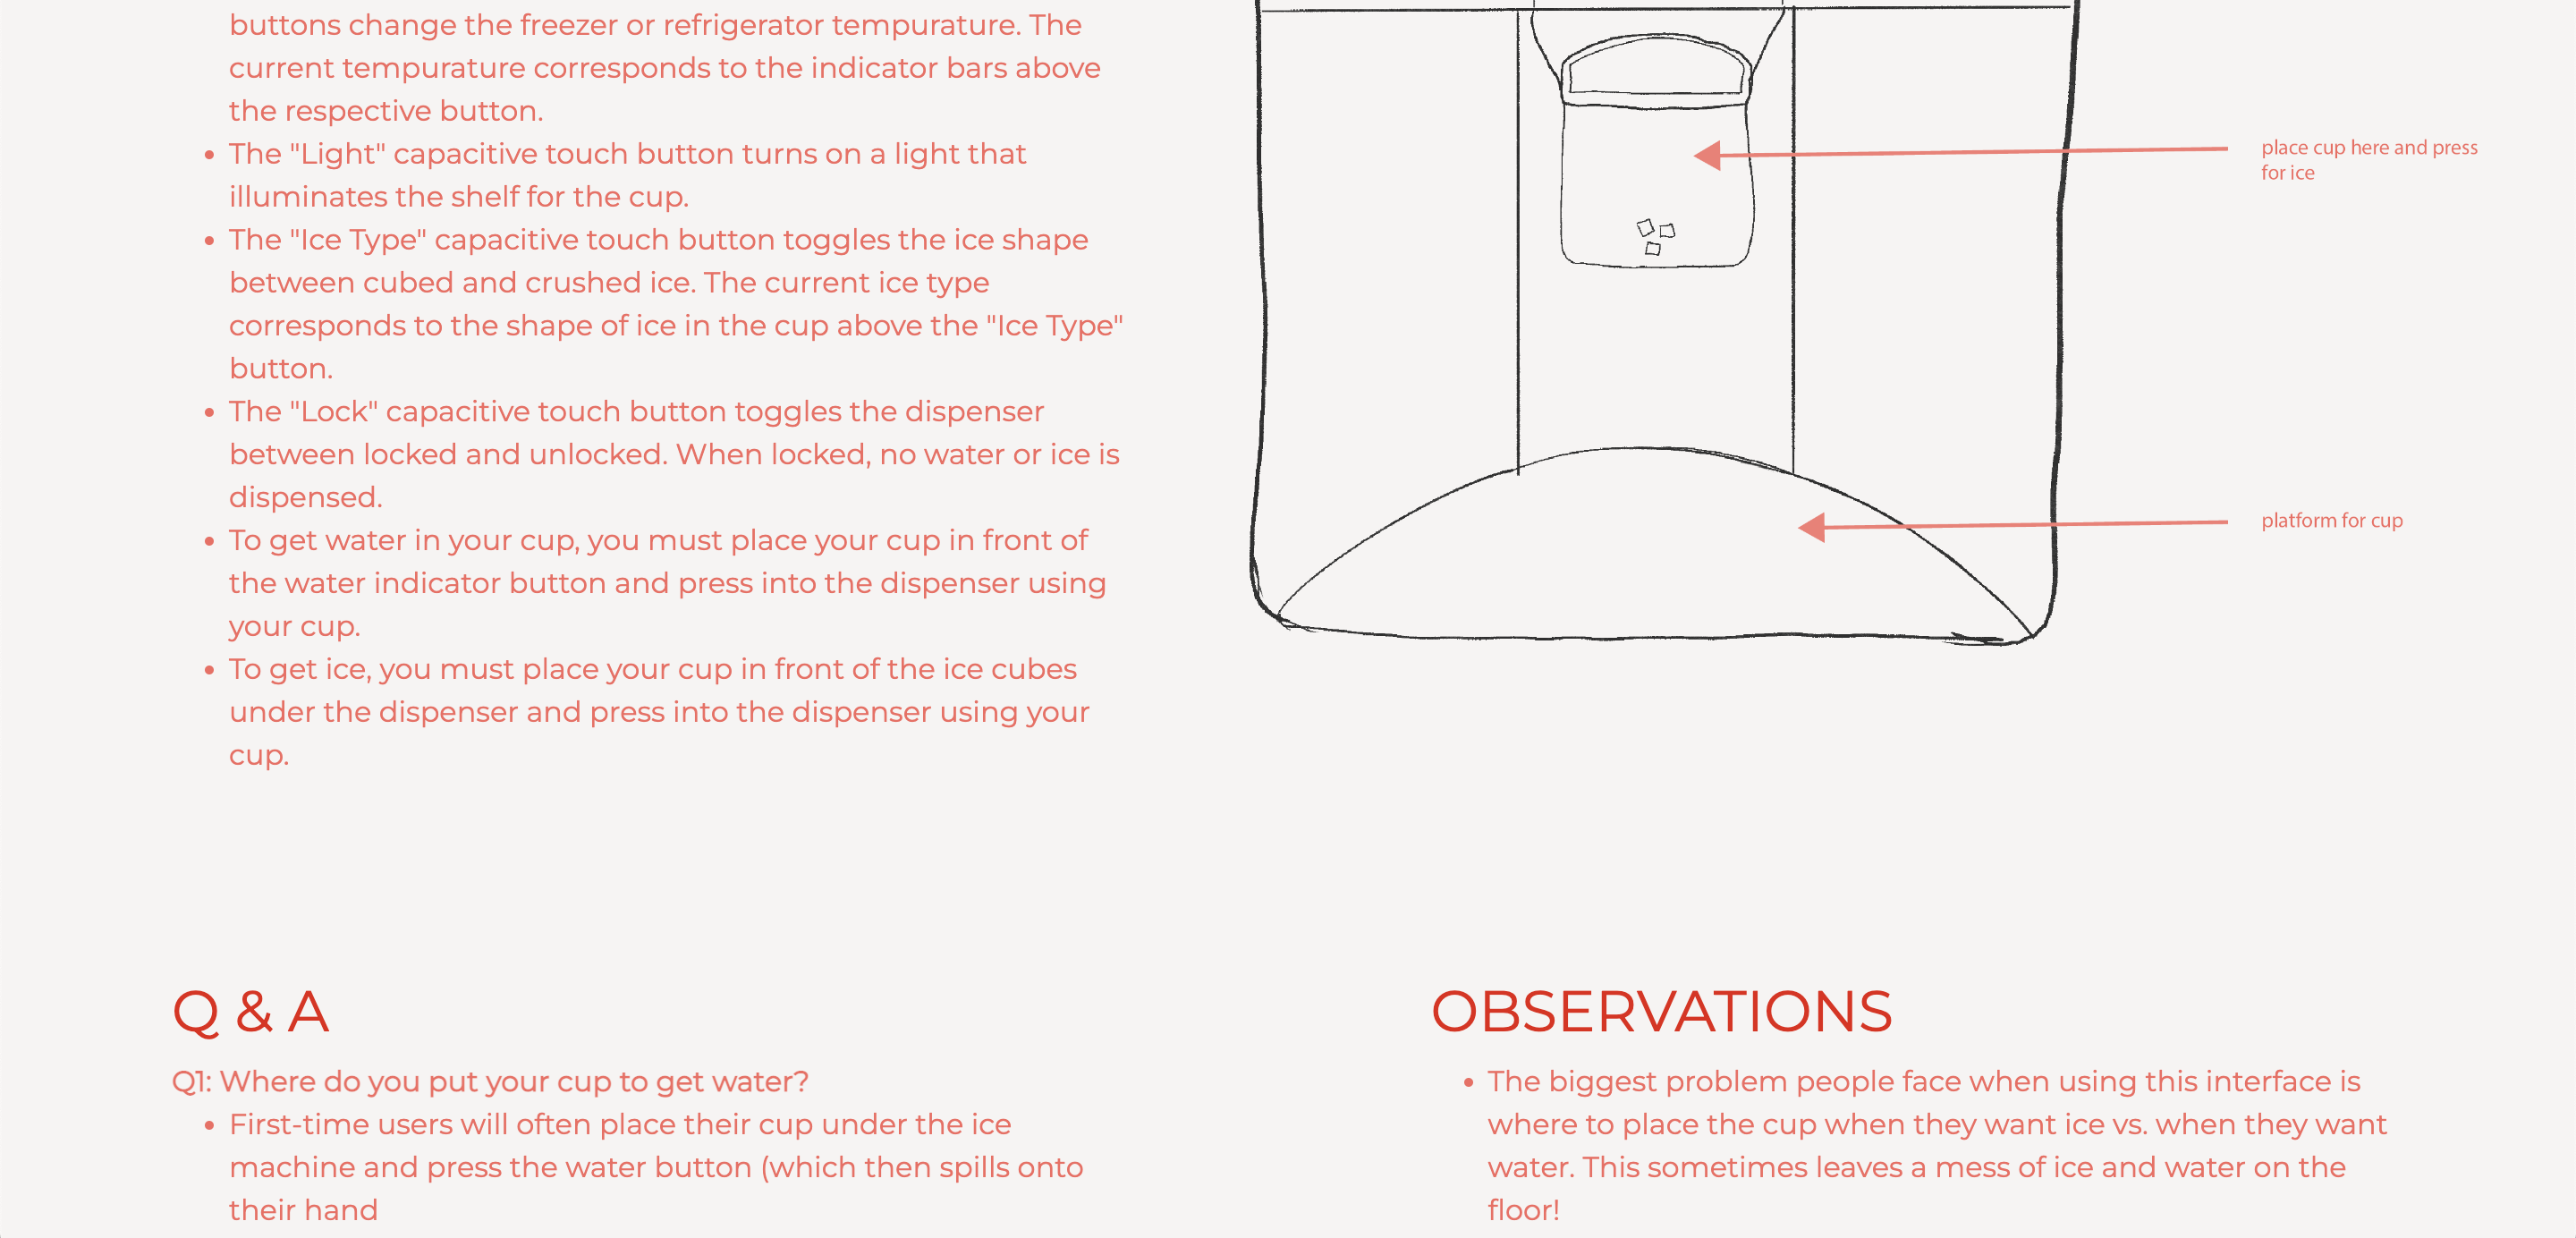 buttons change the freezer or refrigerator tempurature. The
current tempurature corresponds to the indicator bars above
the respective button.
• The "Light" capacitive touch button turns on a light that
illuminates the shelf for the cup.
• The "Ice Type" capacitive touch button toggles the ice shape
between cubed and crushed ice. The current ice type
corresponds to the shape of ice in the cup above the "Ice Type"
button.
• The "Lock" capacitive touch button toggles the dispenser
between locked and unlocked. When locked, no water or ice is
dispensed.
• To get water in your cup, you must place your cup in front of
the water indicator button and press into the dispenser using
your cup.
• To get ice, you must place your cup in front of the ice cubes
under the dispenser and press into the dispenser using your
cup.
place cup here and press
for ice
platform for cup
Q & A
Q1: Where do you put your cup to get water?
• First-time users will often place their cup under the ice
machine and press the water button (which then spills onto
their hand
OBSERVATIONS
• The biggest problem people face when using this interface is
where to place the cup when they want ice vs. when they want
water. This sometimes leaves a mess of ice and water on the
floor!